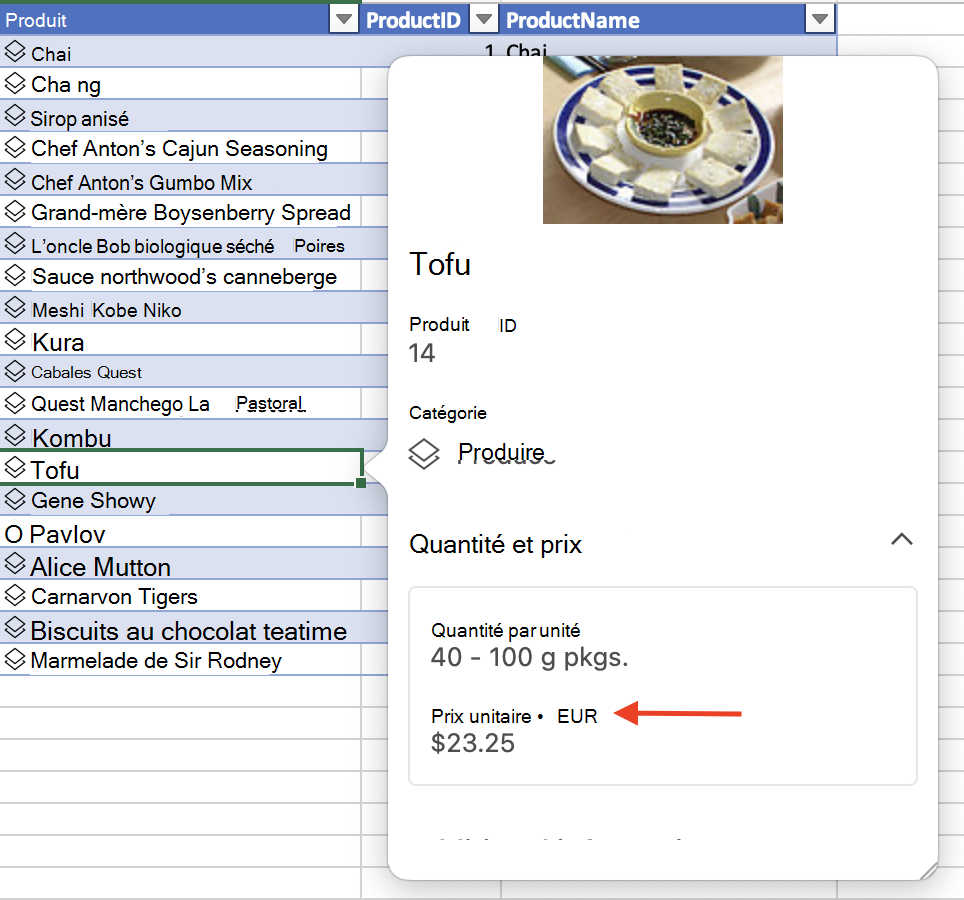 Produit ProductID ProductName
Chai 1 Chai
Cha ng
Sirop anisé
Chef Anton’s Cajun Seasoning
Chef Anton’s Gumbo Mix
Grand-mère Boysenberry Spread
L’oncle Bob biologique séché Poires
Sauce northwood’s canneberge
Meshi Kobe Niko
Kura
Cabales Quest
Quest Manchego La Pastoral
Kombu
Tofu
Gene Showy
O Pavlov
Alice Mutton
Carnarvon Tigers
Biscuits au chocolat teatime
Marmelade de Sir Rodney
Tofu
Produit ID
14
Catégorie
Produire
Quantité et prix
Quantité par unité
40 - 100 g pkgs.
Prix unitaire • EUR
$23.25